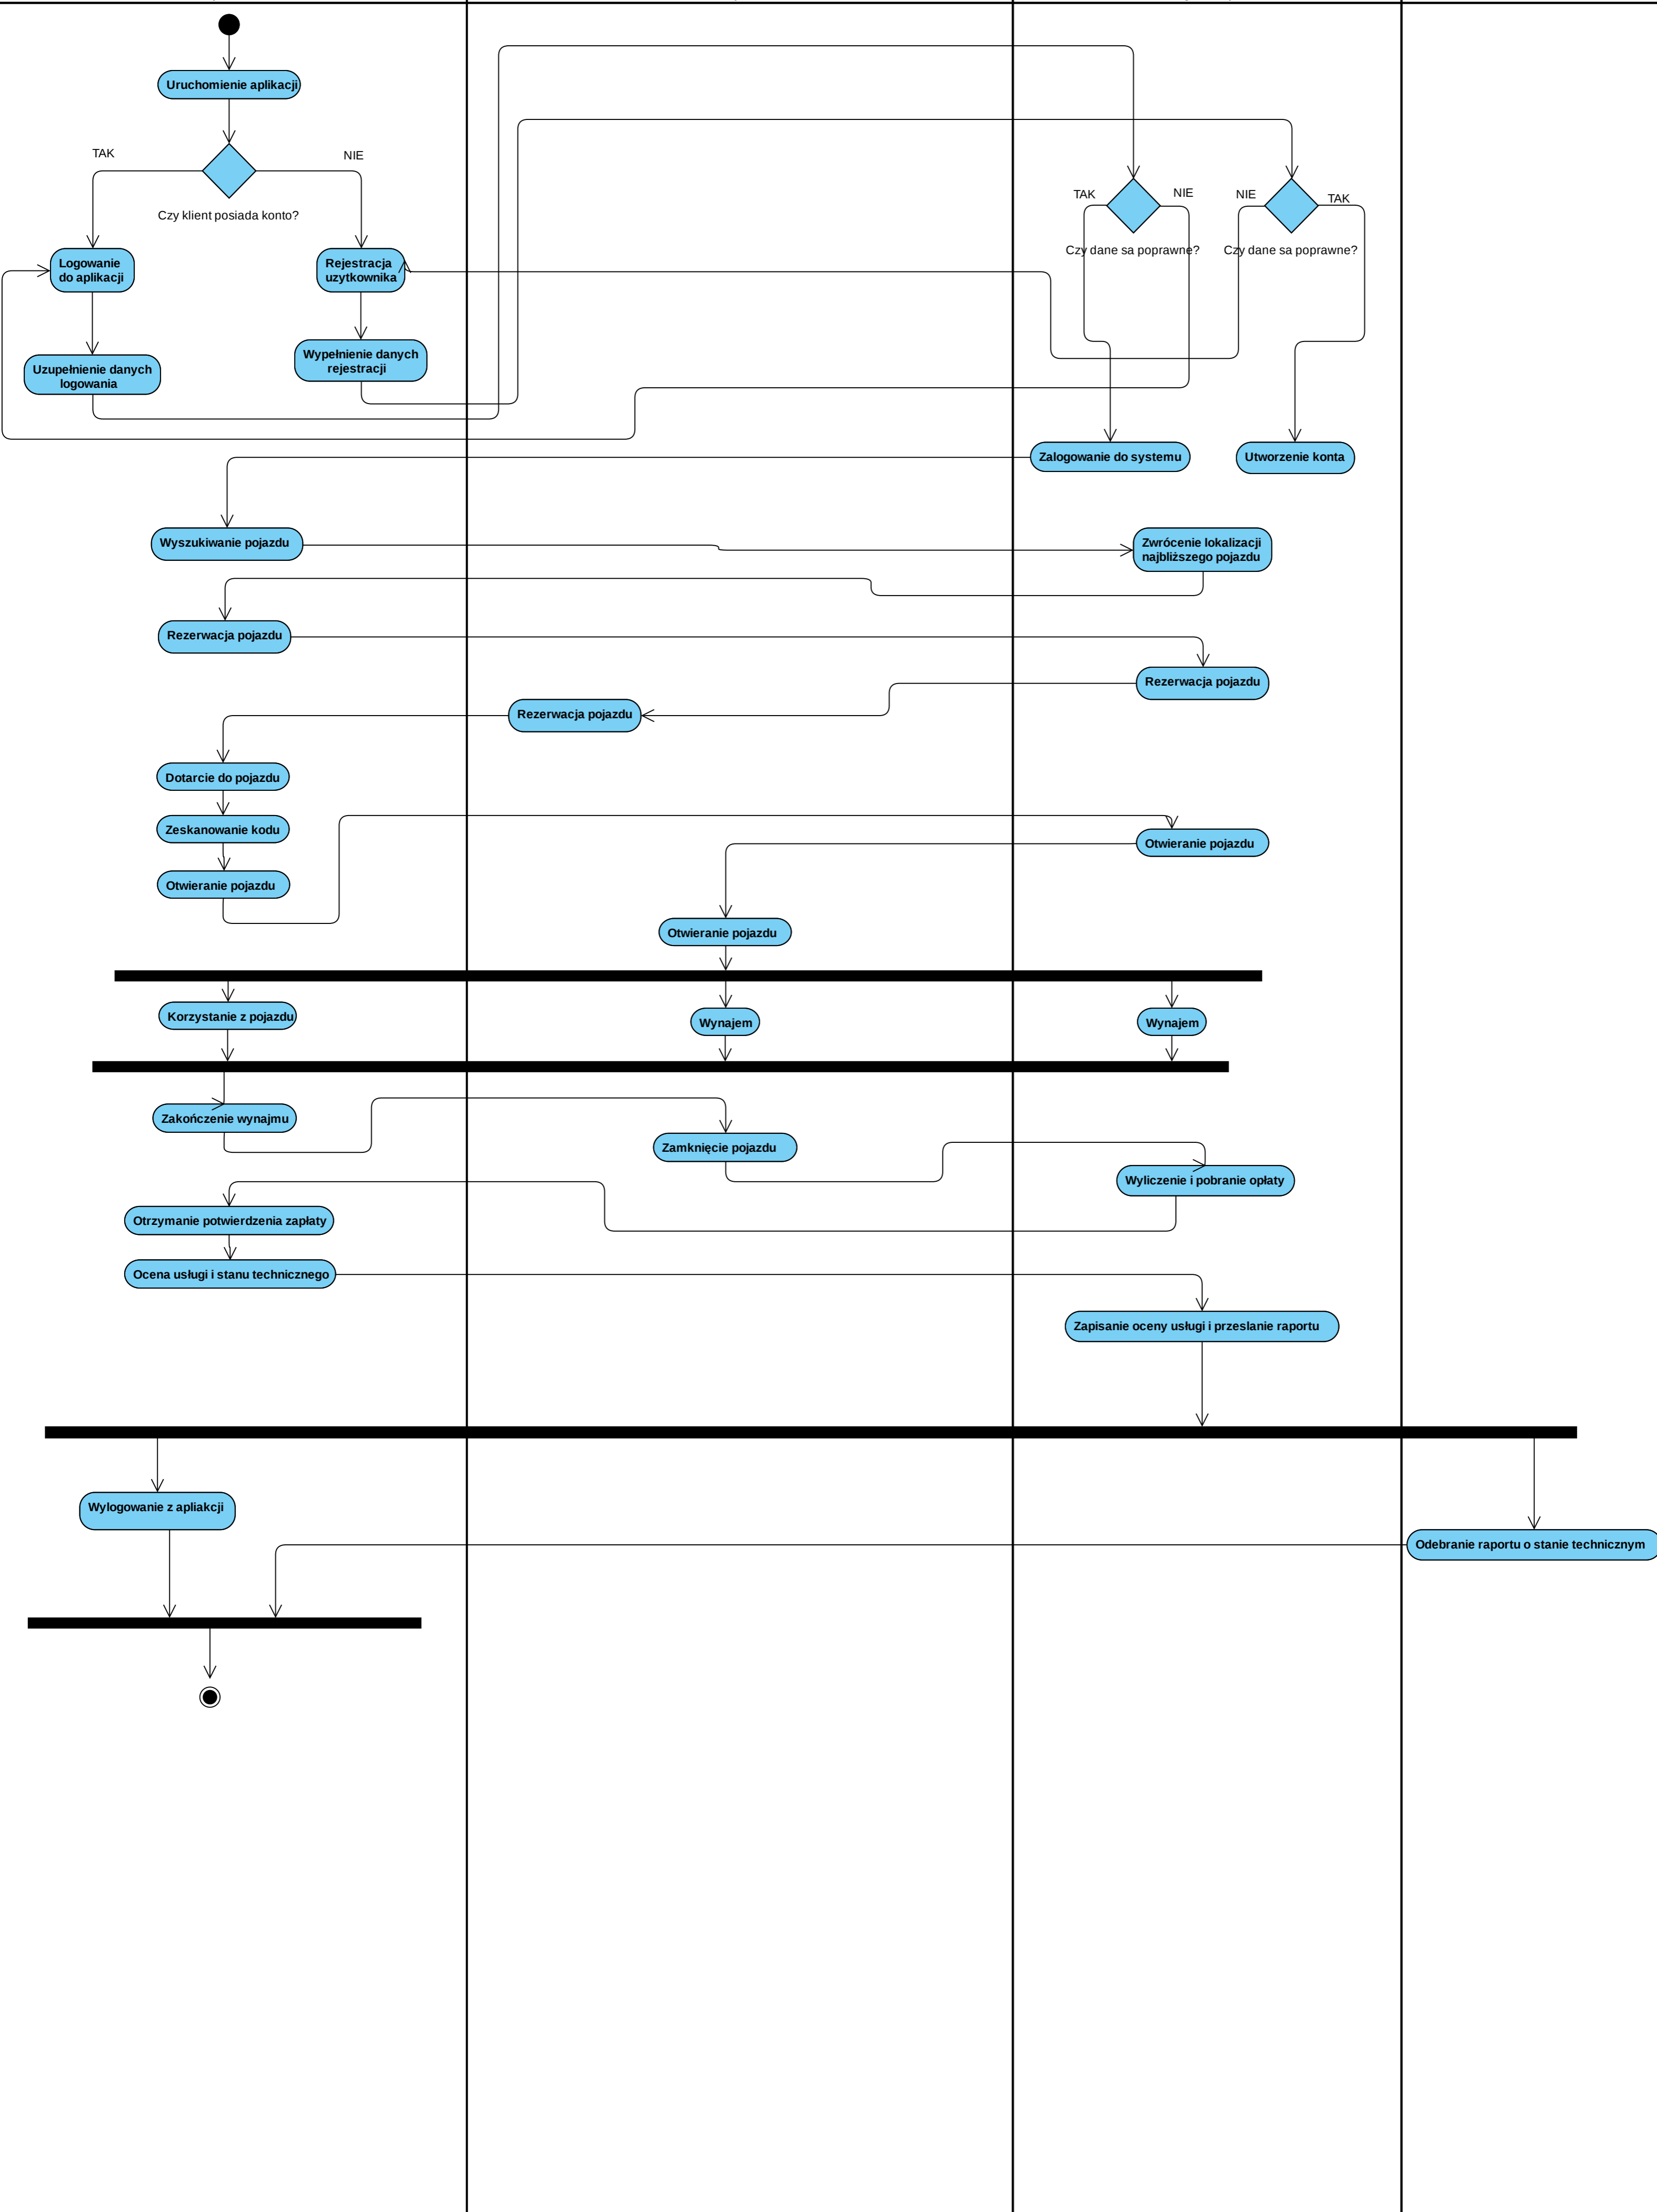 Uruchomienie aplikacji
TAK
NIE
Czy klient posiada konto?
TAK
NIE
NIE
TAK
Czy dane sa poprawne?
Czy dane sa poprawne?
Logowanie
do aplikacji
Rejestracja
uzytkownika
Uzupełnienie danych
logowania
Wypełnienie danych
rejestracji
Zalogowanie do systemu
Utworzenie konta
Wyszukiwanie pojazdu
Zwrócenie lokalizacji
najbliższego pojazdu
Rezerwacja pojazdu
Rezerwacja pojazdu
Rezerwacja pojazdu
Dotarcie do pojazdu
Zeskanowanie kodu
Otwieranie pojazdu
Otwieranie pojazdu
Otwieranie pojazdu
Korzystanie z pojazdu
Wynajem
Wynajem
Zakończenie wynajmu
Zamknięcie pojazdu
Wyliczenie i pobranie opłaty
Otrzymanie potwierdzenia zapłaty
Ocena usługi i stanu technicznego
Zapisanie oceny usługi i przeslanie raportu
Wylogowanie z apliakcji
Odebranie raportu o stanie technicznym